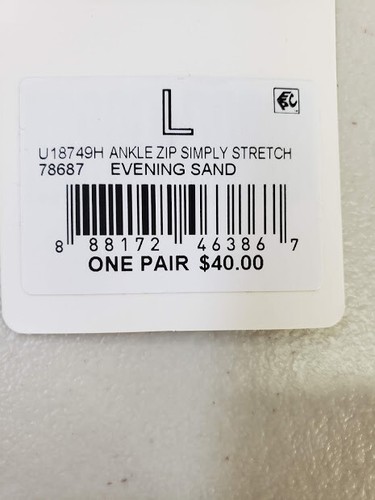 L
U18749H ANKLE ZIP SIMPLY STRETCH
78687 EVENING SAND
8 88172 46386 7
ONE PAIR $40.00